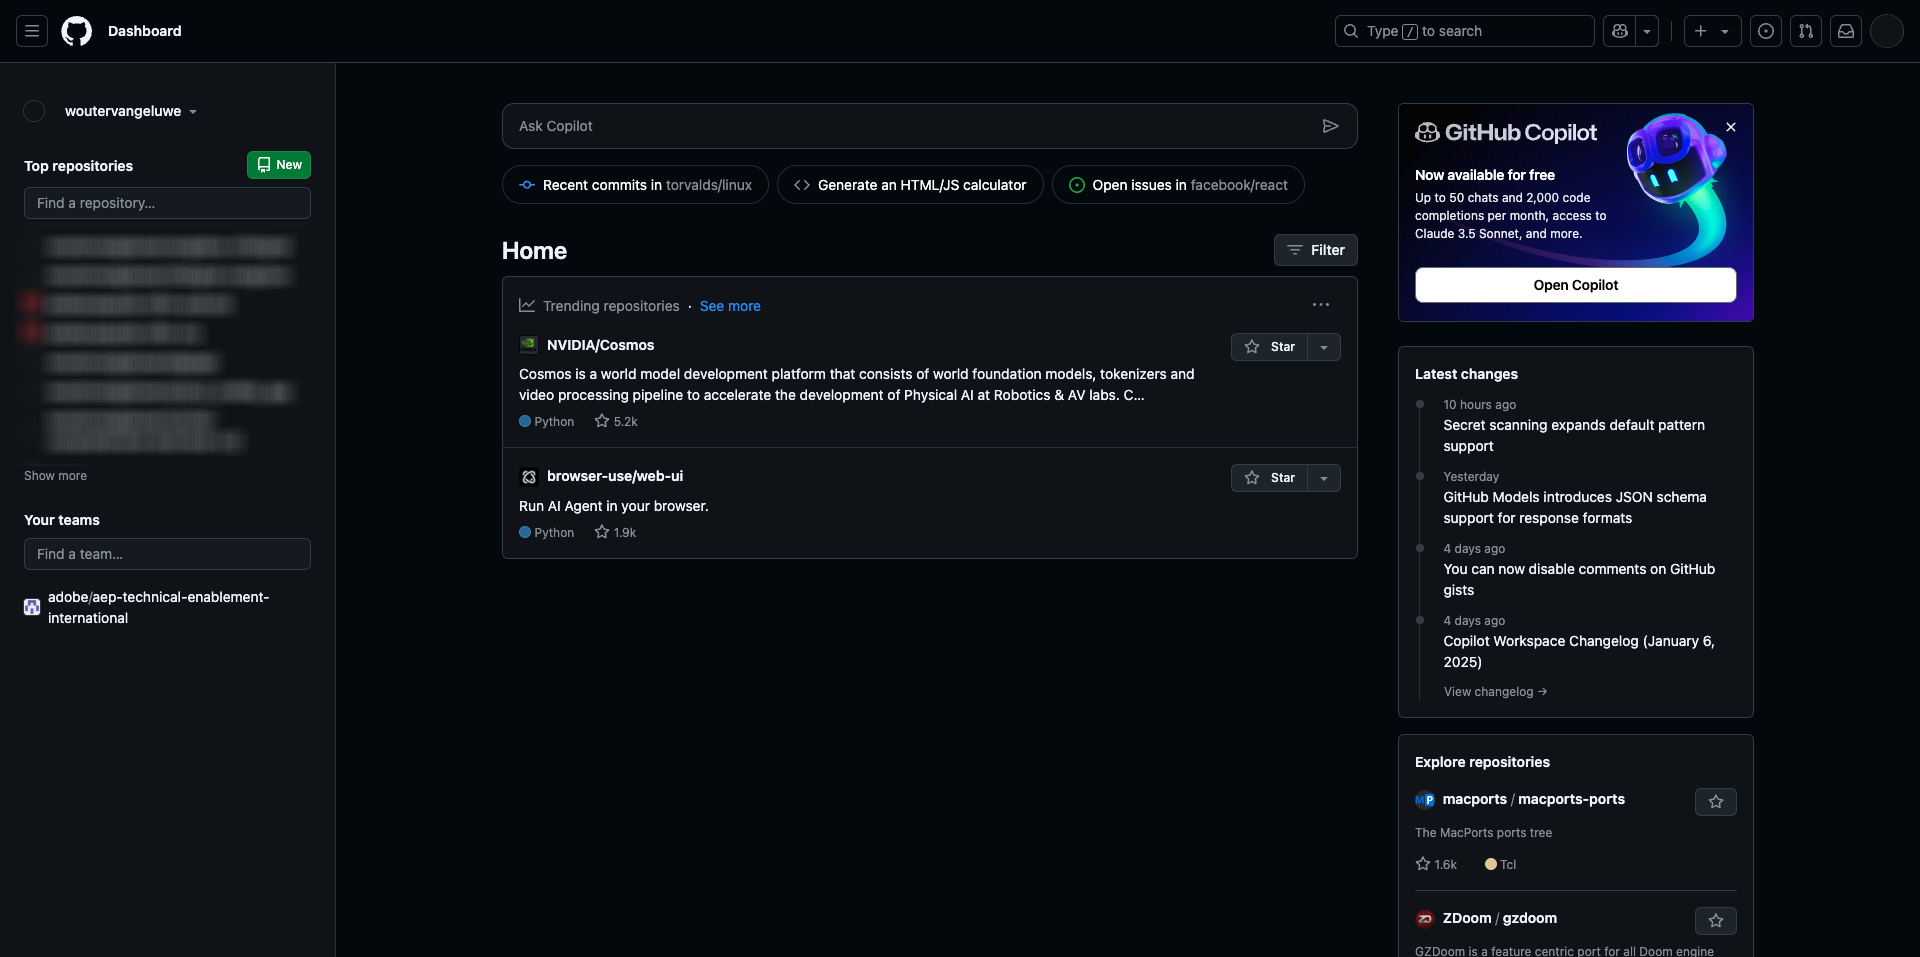 Dashboard
Type / to search
woutervangeluwe
Top repositories
New
Find a repository...
Show more
Your teams
Find a team...
adobe/aep-technical-enablement-
international
Ask Copilot
Recent commits in torvalds/linux
Generate an HTML/JS calculator
Open issues in facebook/react
Home
Filter
Trending repositories · See more
NVIDIA/Cosmos
Star
Cosmos is a world model development platform that consists of world foundation models, tokenizers and
video processing pipeline to accelerate the development of Physical AI at Robotics & AV labs. C...
Python
5.2k
browser-use/web-ui
Star
Run AI Agent in your browser.
Python
1.9k
GitHub Copilot
Now available for free
Up to 50 chats and 2,000 code
completions per month, access to
Claude 3.5 Sonnet, and more.
Open Copilot
Latest changes
10 hours ago
Secret scanning expands default pattern
support
Yesterday
GitHub Models introduces JSON schema
support for response formats
4 days ago
You can now disable comments on GitHub
gists
4 days ago
Copilot Workspace Changelog (January 6,
2025)
View changelog →
Explore repositories
MP
macports / macports-ports
The MacPorts ports tree
1.6k
Tcl
ZD
ZDoom / gzdoom
GZDoom is a feature centric port for all Doom engine